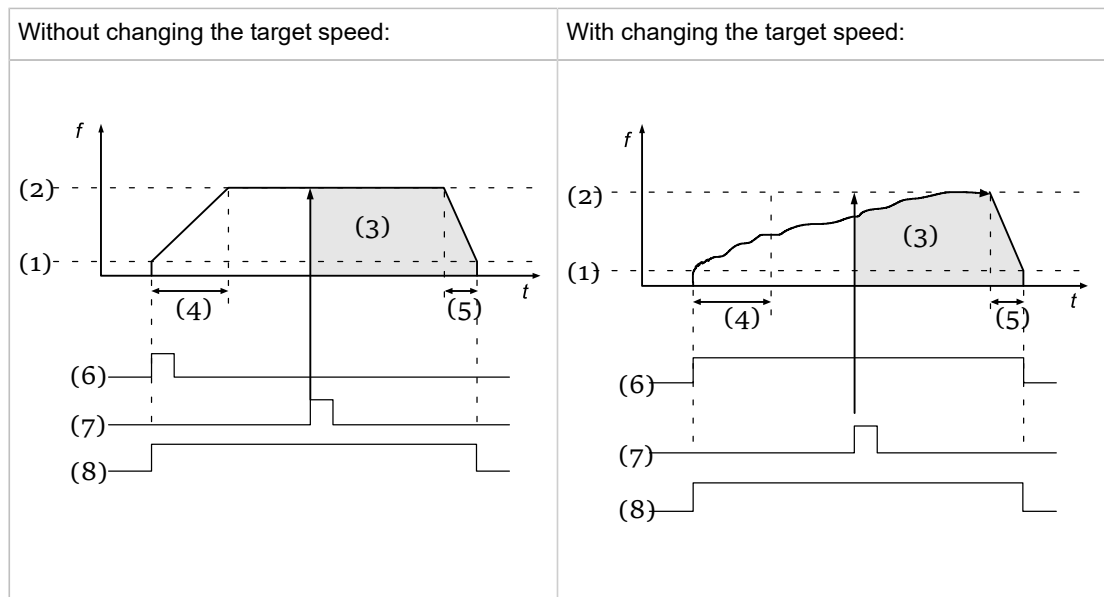 Without changing the target speed:
f
(2)
(3)
(1)
t
(4)
(5)
(6)
(7)
(8)
With changing the target speed:
f
(2)
(3)
(1)
t
(4)
(5)
(6)
(7)
(8)